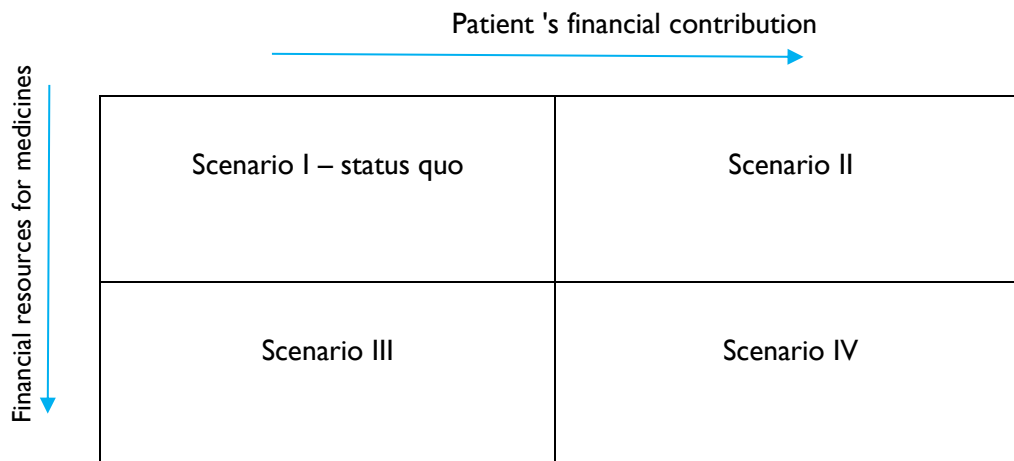 Patient 's financial contribution
Financial resources for medicines
Scenario I – status quo
Scenario II
Scenario III
Scenario IV